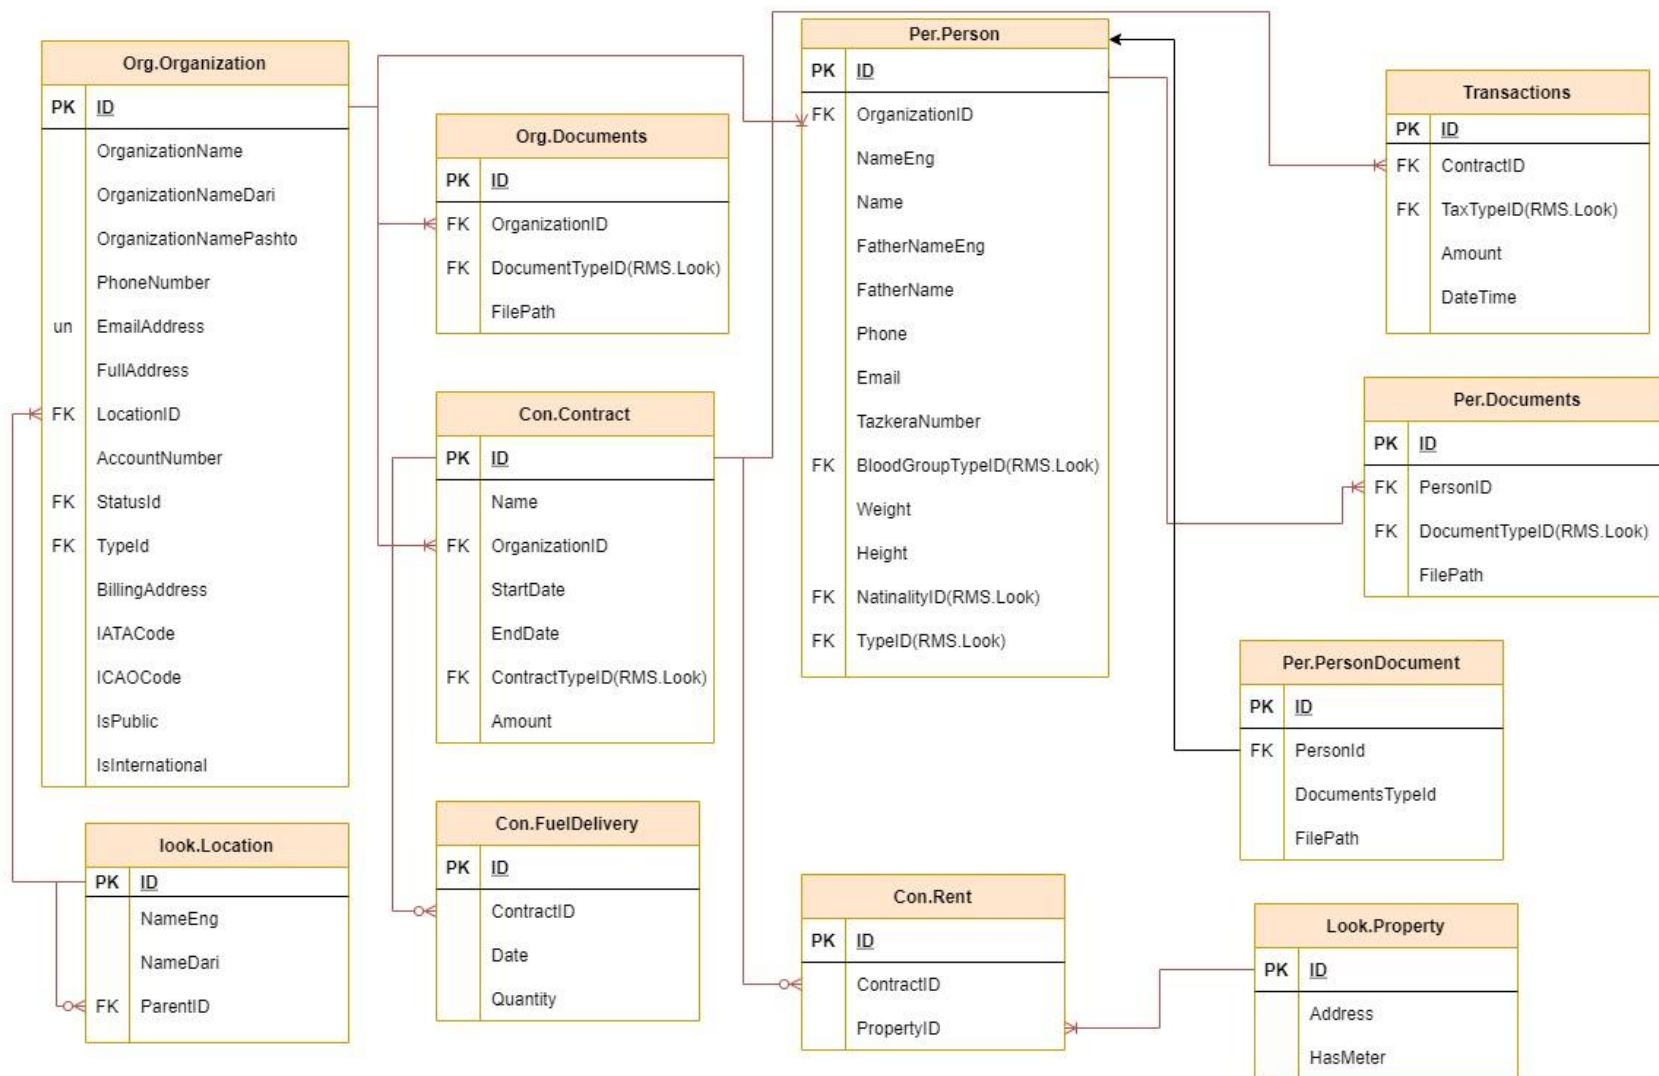 Org.Organization
PK ID
OrganizationName
OrganizationNameDari
OrganizationNamePashto
PhoneNumber
un EmailAddress
FullAddress
FK LocationID
AccountNumber
FK StatusId
FK TypeId
BillingAddress
IATACode
ICAOCode
IsPublic
IsInternational
look.Location
PK ID
NameEng
NameDari
FK ParentID
Org.Documents
PK ID
FK OrganizationID
FK DocumentTypeID(RMS.Look)
FilePath
Con.Contract
PK ID
Name
FK OrganizationID
StartDate
EndDate
FK ContractTypeID(RMS.Look)
Amount
Con.FuelDelivery
PK ID
ContractID
Date
Quantity
Per.Person
PK ID
FK OrganizationID
NameEng
Name
FatherNameEng
FatherName
Phone
Email
TazkeraNumber
FK BloodGroupTypeID(RMS.Look)
Weight
Height
FK NatinalityID(RMS.Look)
FK TypeID(RMS.Look)
Con.Rent
PK ID
ContractID
PropertyID
Transactions
PK ID
FK ContractID
FK TaxTypeID(RMS.Look)
Amount
DateTime
Per.Documents
PK ID
FK PersonID
FK DocumentTypeID(RMS.Look)
FilePath
Per.PersonDocument
PK ID
FK PersonId
DocumentsTypeId
FilePath
Look.Property
PK ID
Address
HasMeter